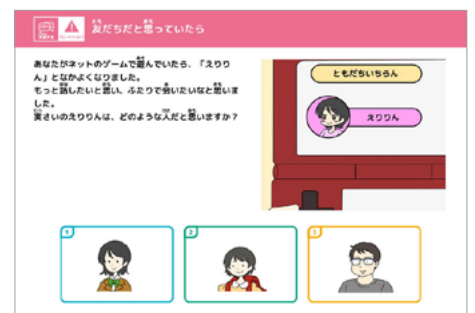 友だちだと思っていたら
あなたがネットのゲームで遊んでいたら、「えりり
ん」となかよくなりました。
もっと話したいと思い、ふたりで会いたいなと思いま
した。
実さいのえりりんは、どのような人だと思いますか？
ともだちいちらん
えりりん
1
2
3